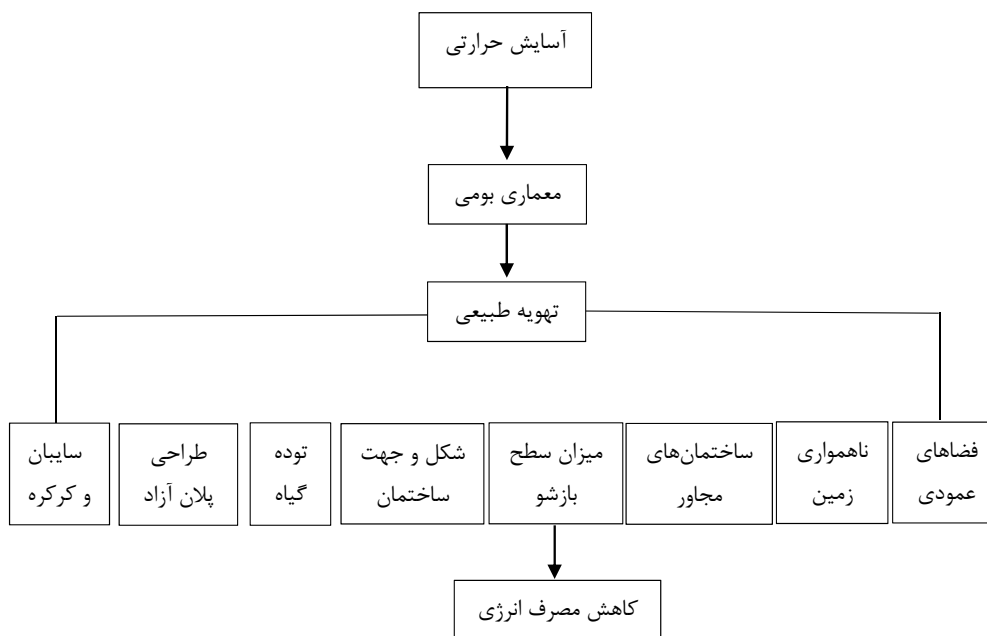 آسایش حرارتی
معماری بومی
تهویه طبیعی
فضاهای
عمودی
ناهمواری
زمین
ساختمان‌های
مجاور
میزان سطح
بازشو
شکل و جهت
ساختمان
توده
گیاه
طراحی
پلان آزاد
سایبان
و کرکره
کاهش مصرف انرژی